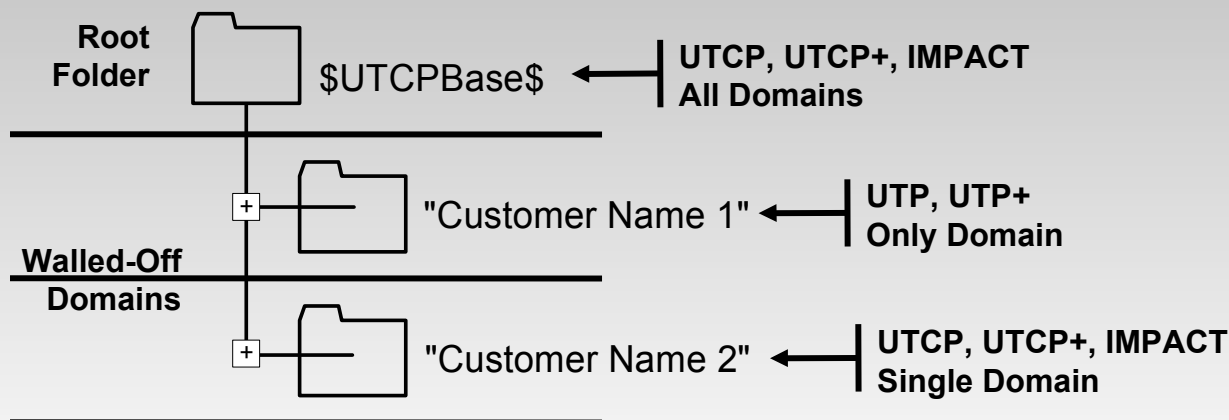 Root
Folder
$UTCPBase$
UTCP, UTCP+, IMPACT
All Domains
+
"Customer Name 1"
UTP, UTP+
Only Domain
Walled-Off
Domains
+
"Customer Name 2"
UTCP, UTCP+, IMPACT
Single Domain